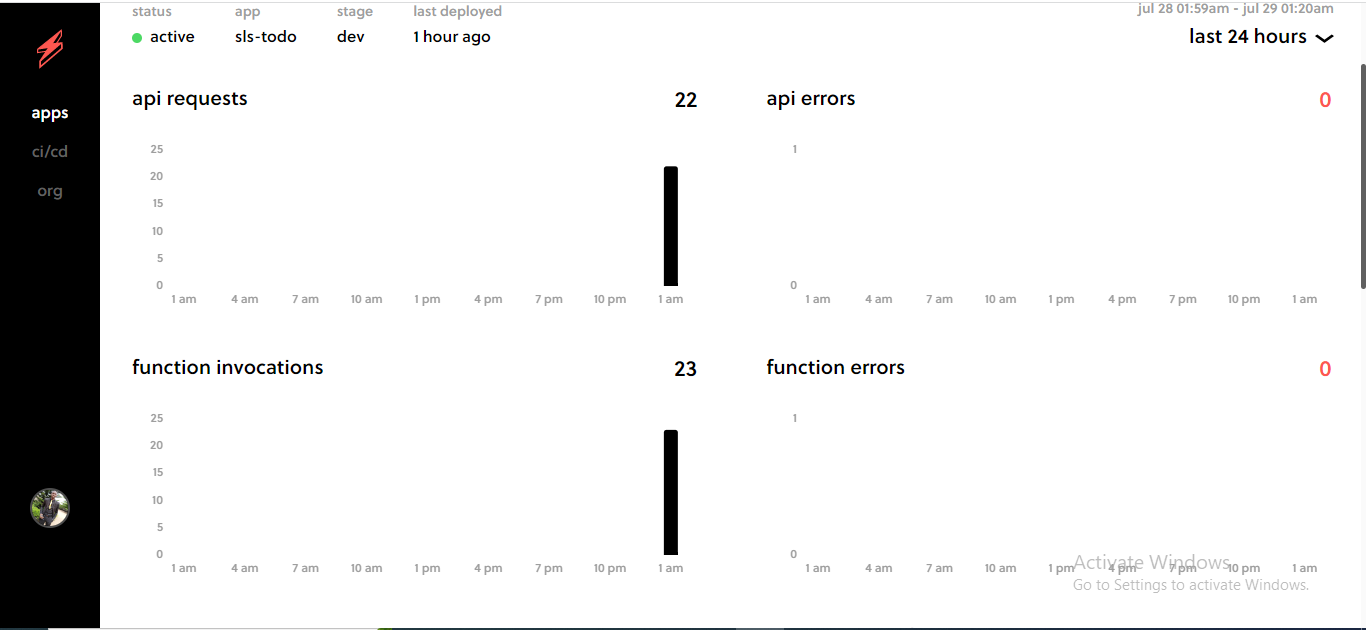 status app stage last deployed
jul 28 01:59am - jul 29 01:20am
active sls-todo dev 1 hour ago
last 24 hours
apps
ci/cd
org
api requests 22
25
20
15
10
5
0
1 am 4 am 7 am 10 am 1 pm 4 pm 7 pm 10 pm 1 am
api errors 0
1
0
1 am 4 am 7 am 10 am 1 pm 4 pm 7 pm 10 pm 1 am
function invocations 23
25
20
15
10
5
0
1 am 4 am 7 am 10 am 1 pm 4 pm 7 pm 10 pm 1 am
function errors 0
1
0
1 am 4 am 7 am 10 am 1 pm 4 pm 7 pm 10 pm 1 am
Activate Windows
Go to Settings to activate Windows.